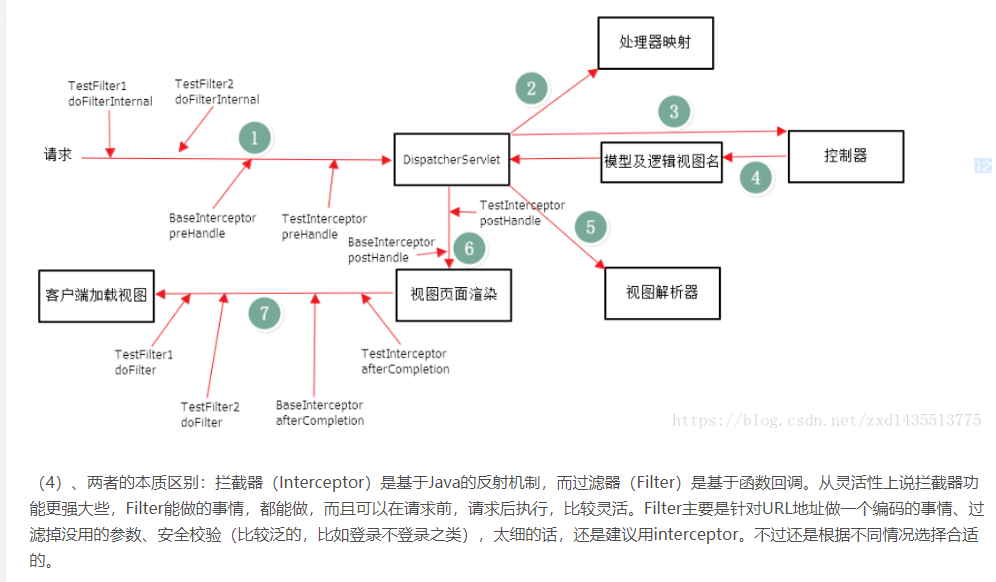 处理器映射
TestFilter1
doFilterInternal
TestFilter2
doFilterInternal
2
3
1
请求
DispatcherServlet
模型及逻辑视图名
控制器
4
BaseInterceptor
preHandle
TestInterceptor
preHandle
TestInterceptor
postHandle
BaseInterceptor
postHandle
5
6
客户端加载视图
视图页面渲染
视图解析器
7
TestFilter1
doFilter
TestFilter2
doFilter
BaseInterceptor
afterCompletion
TestInterceptor
afterCompletion
https://blog.csdn.net/zxd1435513775
（4）、两者的本质区别：拦截器（Interceptor）是基于Java的反射机制，而过滤器（Filter）是基于函数回调。从灵活性上说拦截器功
能更强大些，Filter能做的事情，都能做，而且可以在请求前，请求后执行，比较灵活。Filter主要是针对URL地址做一个编码的事情、过
滤掉没用的参数、安全校验（比较泛的，比如登录不登录之类），太细的话，还是建议用interceptor。不过还是根据不同情况选择合适
的。